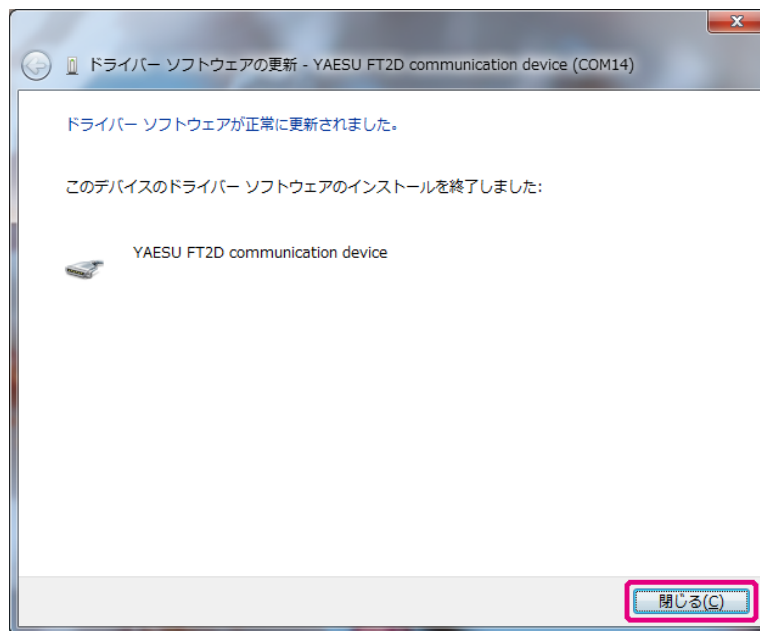 ドライバー ソフトウェアの更新 - YAESU FT2D communication device (COM14)
ドライバー ソフトウェアが正常に更新されました。
このデバイスのドライバー ソフトウェアのインストールを終了しました:
YAESU FT2D communication device
閉じる(C)